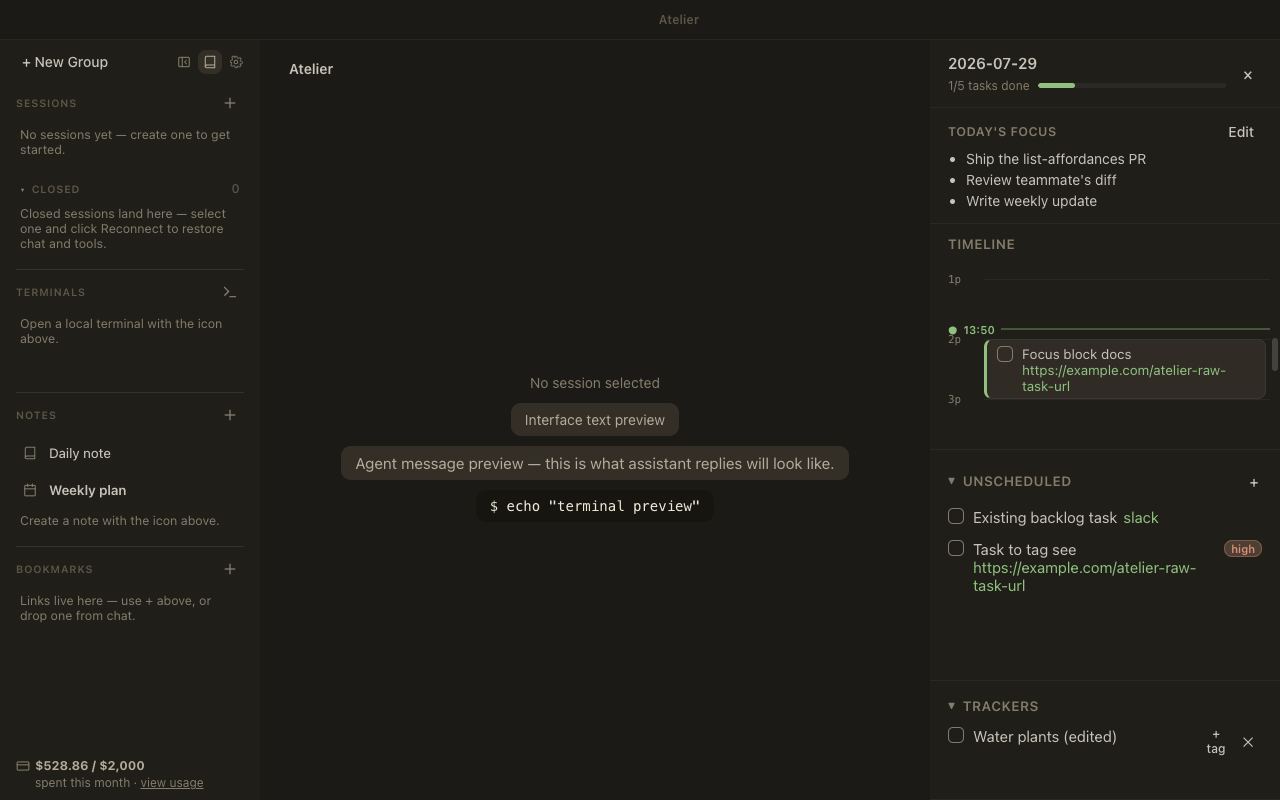 Atelier
+ New Group
SESSIONS
No sessions yet — create one to get
started.
CLOSED
0
Closed sessions land here — select
one and click Reconnect to restore
chat and tools.
TERMINALS
Open a local terminal with the icon
above.
NOTES
Daily note
Weekly plan
Create a note with the icon above.
BOOKMARKS
Links live here — use + above, or
drop one from chat.
$528.86 / $2,000
spent this month · view usage
Atelier
No session selected
Interface text preview
Agent message preview — this is what assistant replies will look like.
$ echo "terminal preview"
2026-07-29
1/5 tasks done
TODAY'S FOCUS
Edit
• Ship the list-affordances PR
• Review teammate's diff
• Write weekly update
TIMELINE
1p
13:50
2p
Focus block docs
https://example.com/atelier-raw-
task-url
3p
UNSCHEDULED
+
Existing backlog task slack
Task to tag see
high
https://example.com/atelier-raw-
task-url
TRACKERS
Water plants (edited)
+
tag